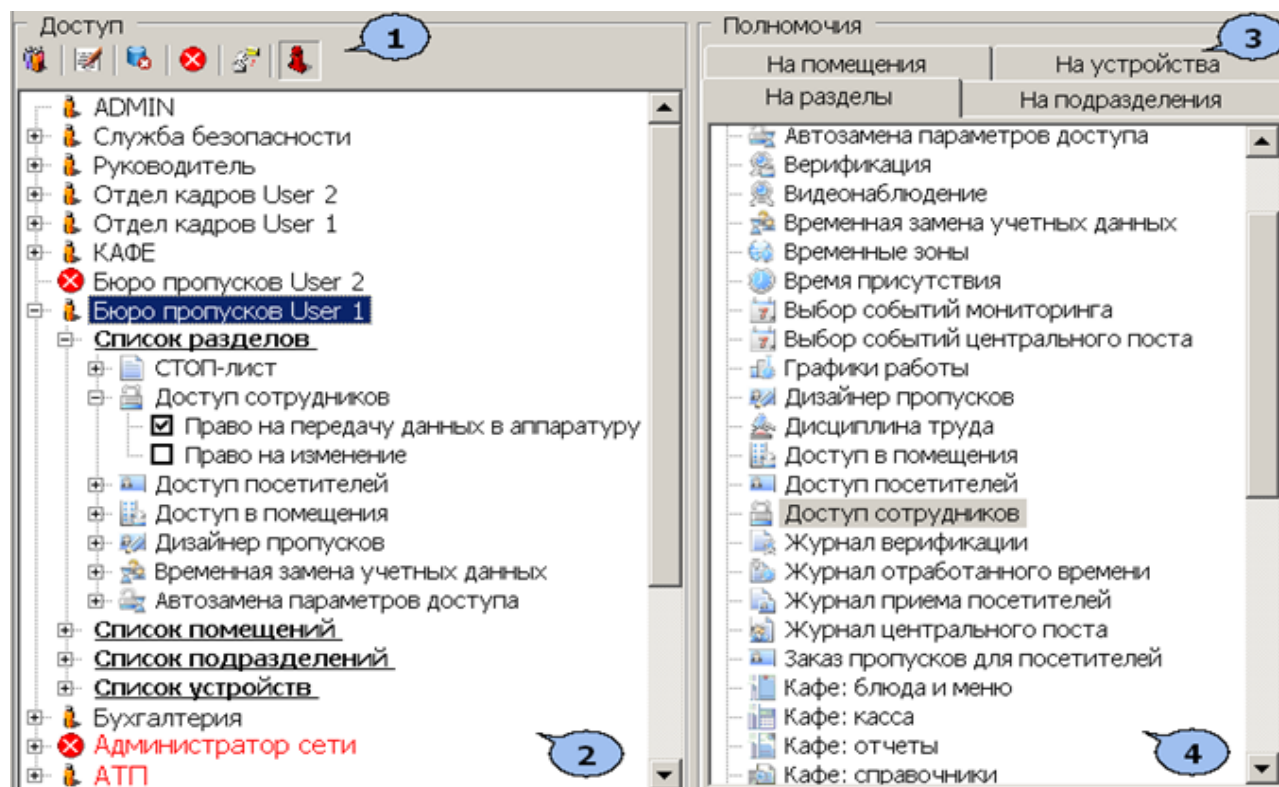 Доступ
1
ADMIN
Служба безопасности
Руководитель
Отдел кадров User 2
Отдел кадров User 1
КАФЕ
Бюро пропусков User 2
Бюро пропусков User 1
Список разделов
СТОП-лист
Доступ сотрудников
Право на передачу данных в аппаратуру
Право на изменение
Доступ посетителей
Доступ в помещения
Дизайнер пропусков
Временная замена учетных данных
Автозамена параметров доступа
Список помещений
Список подразделений
Список устройств
Бухгалтерия
Администратор сети
АТП
2
Полномочия
3
На помещения
На устройства
На разделы
На подразделения
Автозамена параметров доступа
Верификация
Видеонаблюдение
Временная замена учетных данных
Временные зоны
Время присутствия
Выбор событий мониторинга
Выбор событий центрального поста
Графики работы
Дизайнер пропусков
Дисциплина труда
Доступ в помещения
Доступ посетителей
Доступ сотрудников
Журнал верификации
Журнал отработанного времени
Журнал приема посетителей
Журнал центрального поста
Заказ пропусков для посетителей
Кафе: блюда и меню
Кафе: касса
Кафе: отчеты
Кафе: справочники
4